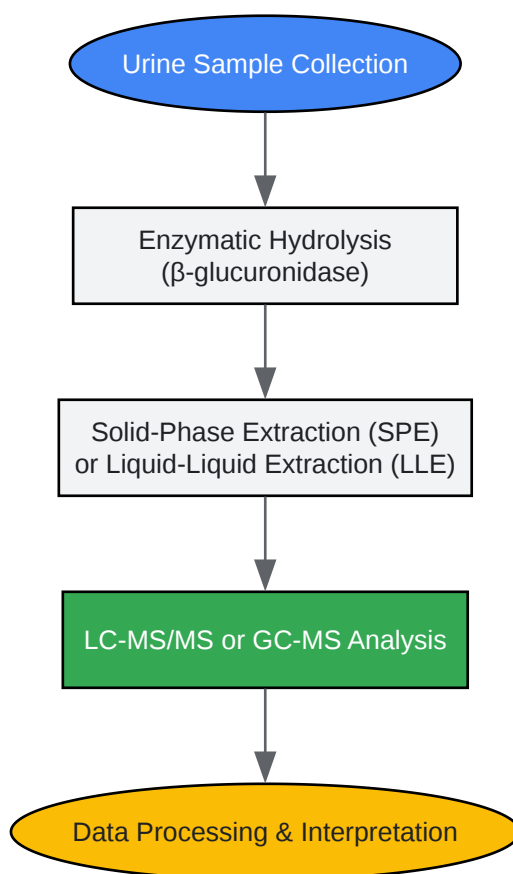 Urine Sample Collection
Enzymatic Hydrolysis
(β-glucuronidase)
Solid-Phase Extraction (SPE)
or Liquid-Liquid Extraction (LLE)
LC-MS/MS or GC-MS Analysis
Data Processing & Interpretation